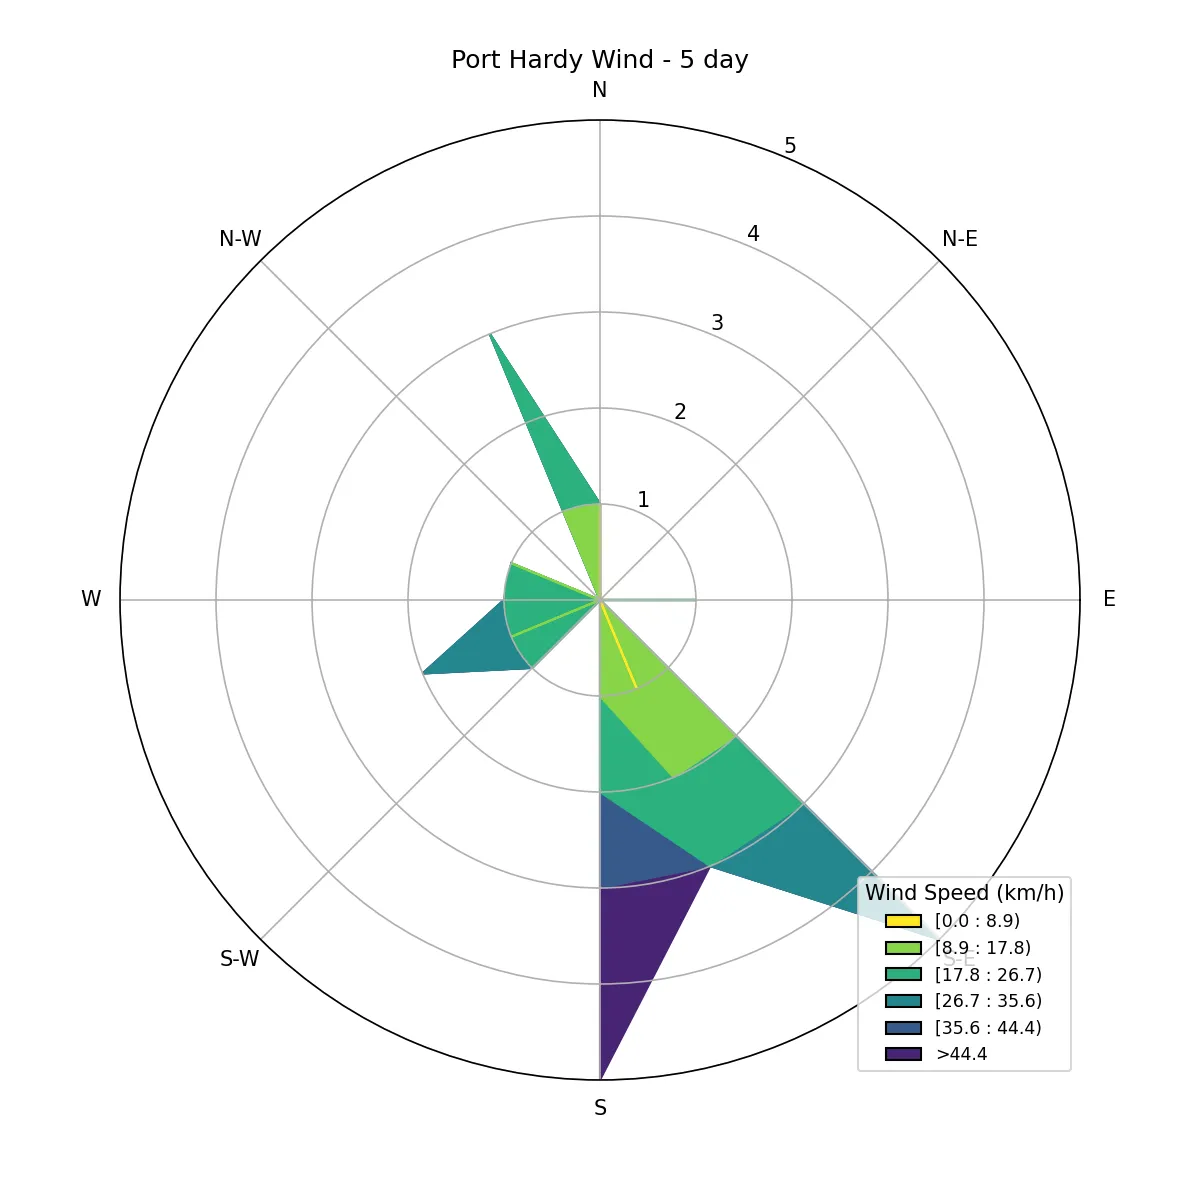 Port Hardy Wind - 5 day
N
5
N-W
N-E
4
3
2
1
W
E
Wind Speed (km/h)
[0.0 : 8.9)
[8.9 : 17.8)
S-W
S-E
[17.8 : 26.7)
[26.7 : 35.6)
[35.6 : 44.4)
>44.4
S